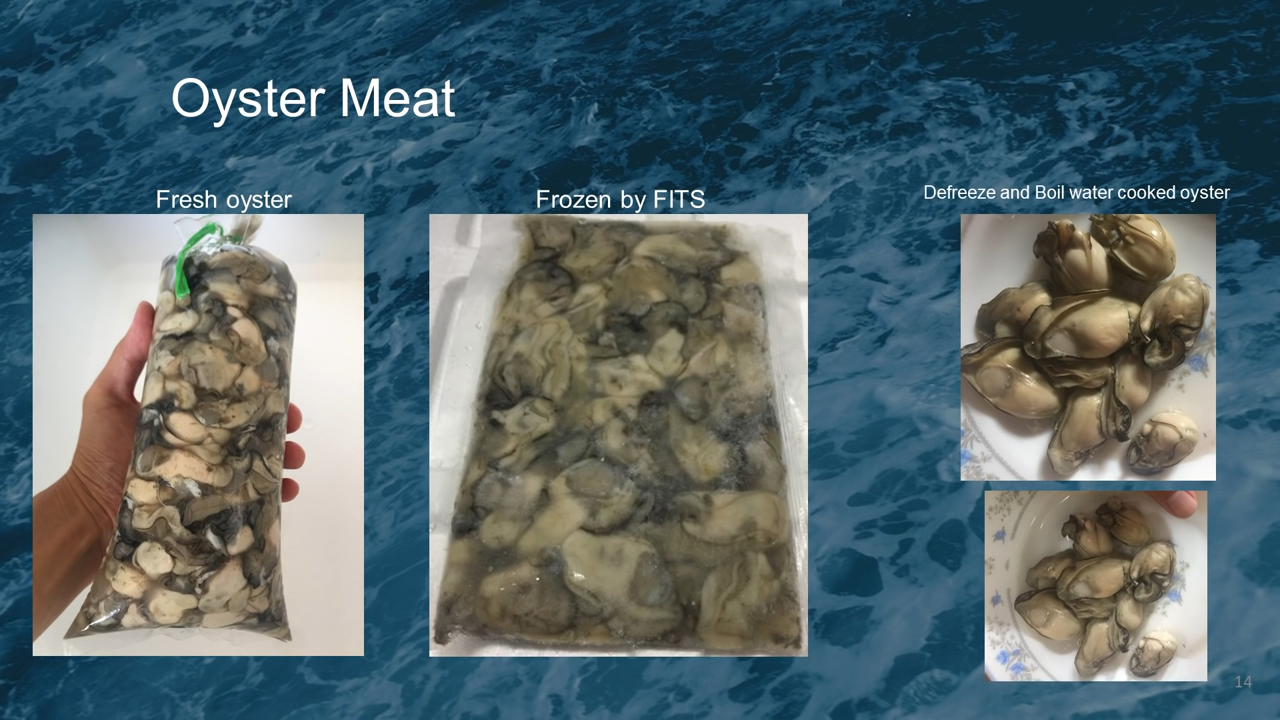 Oyster Meat
Fresh oyster
Frozen by FITS
Defreeze and Boil water cooked oyster
14